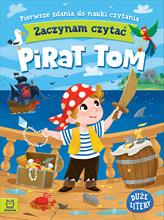 Pierwsze zdania do nauki czytania
Zaczynam czytać
PIRAT TOM
DUŻE
LITERY